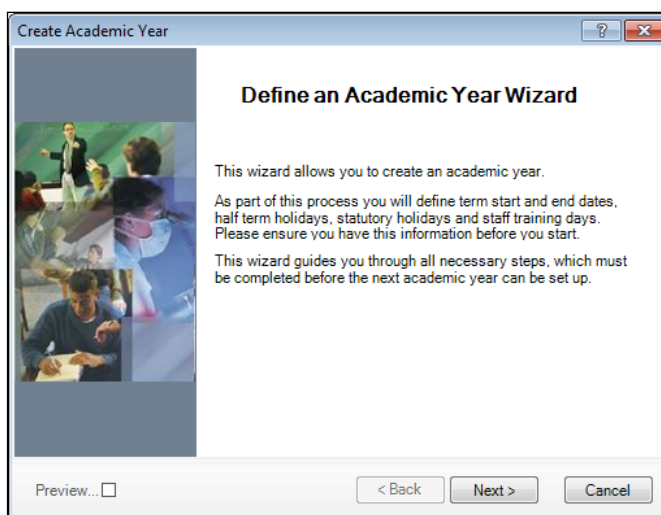 Create Academic Year
?
Define an Academic Year Wizard
This wizard allows you to create an academic year.
As part of this process you will define term start and end dates,
half term holidays, statutory holidays and staff training days.
Please ensure you have this information before you start.
This wizard guides you through all necessary steps, which must
be completed before the next academic year can be set up.
Preview...
< Back
Next >
Cancel